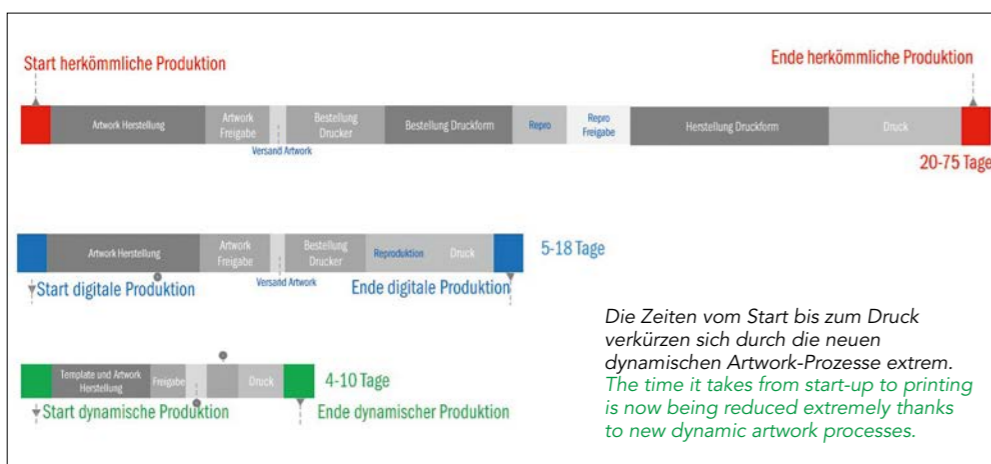 Start herkömmliche Produktion
Ende herkömmliche Produktion
Artwork Herstellung
Artwork
Freigabe
Versand Artwork
Bestellung
Drucker
Bestellung Druckform
Repro
Repro
Freigabe
Herstellung Druckform
Druck
20-75 Tage
Artwork Herstellung
Artwork
Freigabe
Versand Artwork
Bestellung
Drucker
Reproduktion
Druck
5-18 Tage
Start digitale Produktion
Ende digitale Produktion
Template und Artwork
Herstellung
Freigabe
Druck
4-10 Tage
Start dynamische Produktion
Ende dynamischer Produktion
Die Zeiten vom Start bis zum Druck
verkürzen sich durch die neuen
dynamischen Artwork-Prozesse extrem.
The time it takes from start-up to printing
is now being reduced extremely thanks
to new dynamic artwork processes.